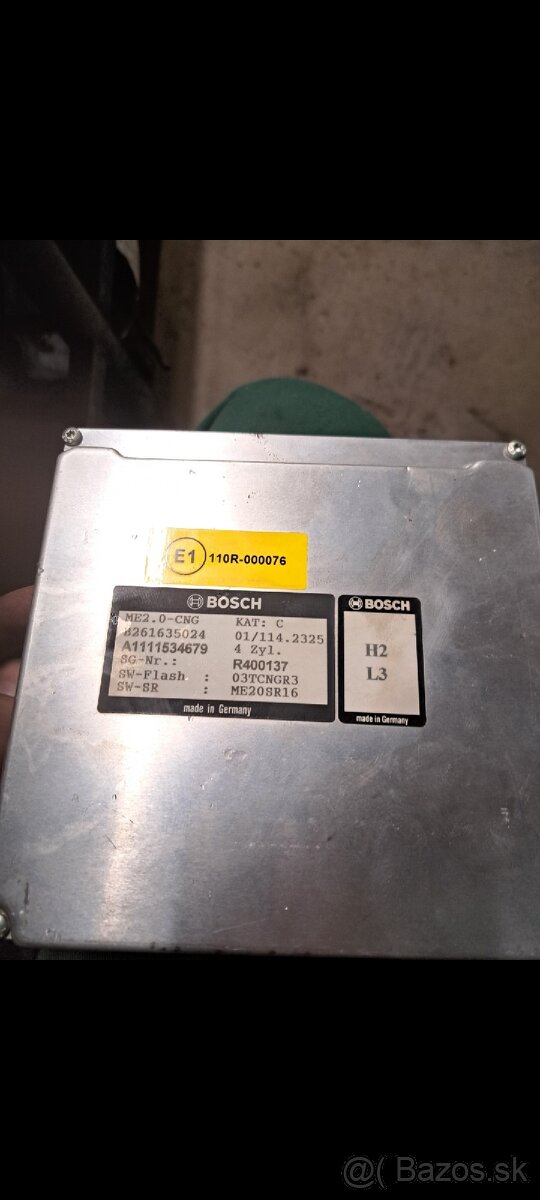 E1 110R-000076
BOSCH
ME2.0-CNG KAT: C
B261635024 01/114.2325
A1111534679 4 Zyl.
SG-Nr.: R400137
SW-Flash : 03TCNGR3
SW-SR : ME20SR16
made in Germany
BOSCH
H2
L3
made in Germany
@( Bazos.sk